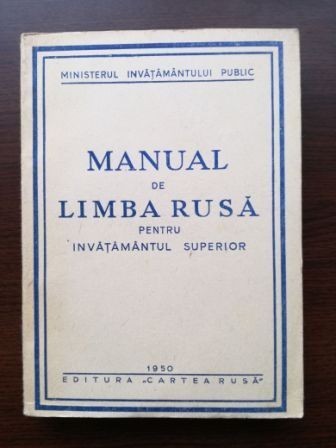 MINISTERUL INVĂȚĂMÂNTULUI PUBLIC
MANUAL
DE
LIMBA RUSĂ
PENTRU
INVĂȚĂMÂNTUL SUPERIOR
1950
EDITURA „CARTEA RUSĂ"